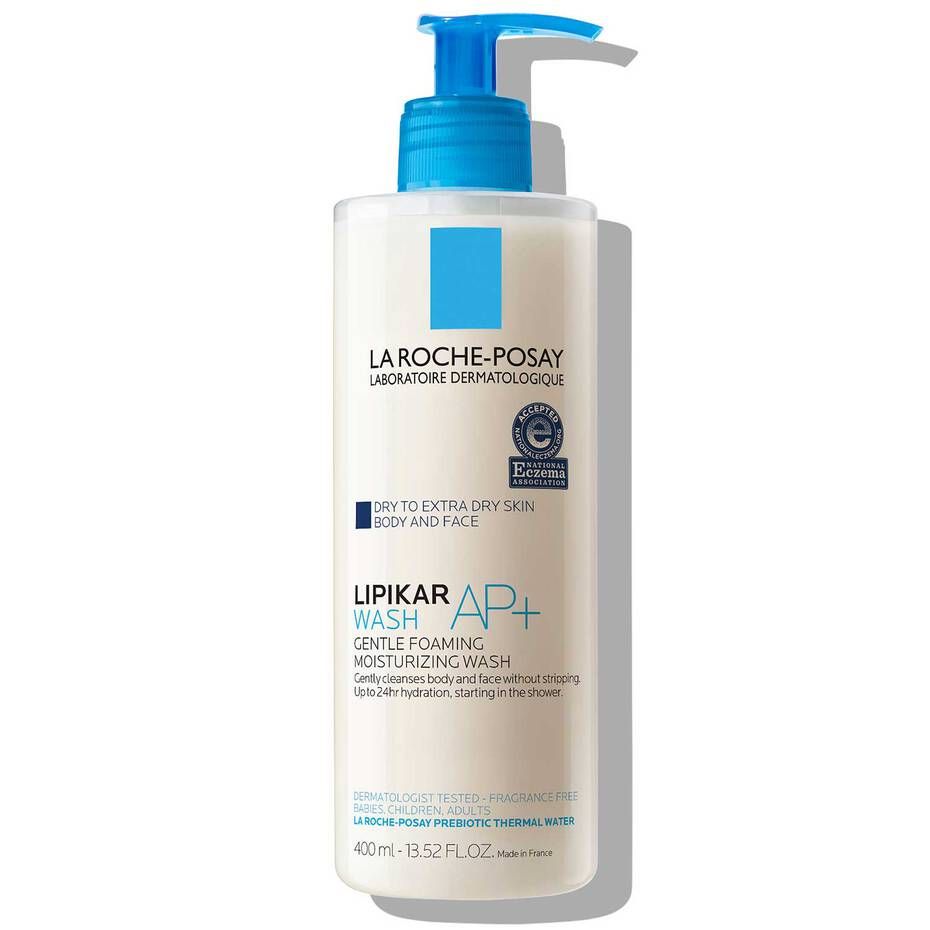 LA ROCHE-POSAY
LABORATOIRE DERMATOLOGIQUE
ACCEPTED
NATIONALECZEMA.ORG
e
NATIONAL
Eczema
ASSOCIATION
DRY TO EXTRA DRY SKIN
BODY AND FACE
LIPIKAR
WASH AP+
GENTLE FOAMING
MOISTURIZING WASH
Gently cleanses body and face without stripping.
Up to 24hr hydration, starting in the shower.
DERMATOLOGIST TESTED - FRAGRANCE FREE
BABIES, CHILDREN, ADULTS
LA ROCHE-POSAY PREBIOTIC THERMAL WATER
400 ml - 13.52 FL.OZ. Made in France